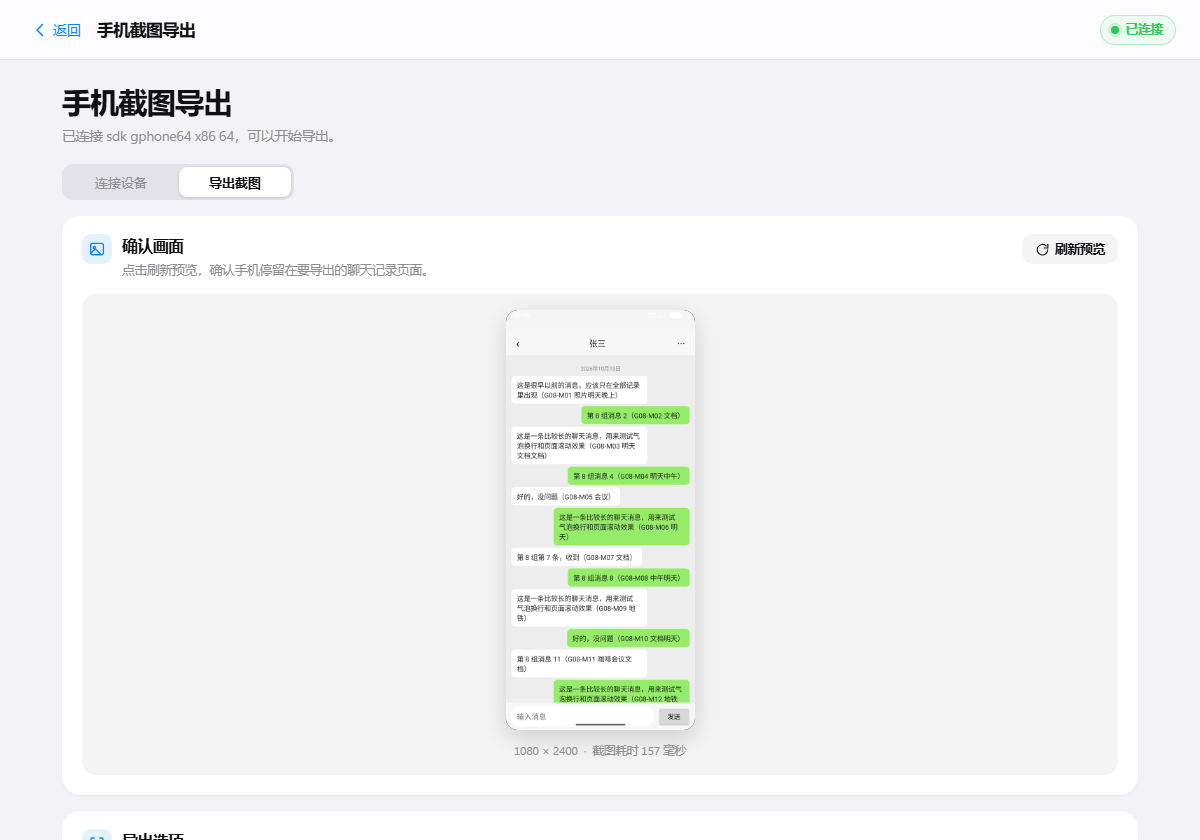 返回 手机截图导出 已连接
手机截图导出
已连接 sdk gphone64 x86 64，可以开始导出。
连接设备 导出截图
确认画面
点击刷新预览，确认手机停留在要导出的聊天记录页面。
刷新预览
张三
2026年10月13日
这是很早以前的消息，应该只在全部记录
里出现（G08-M01 照片明天晚上）
第 8 组消息 2（G08-M02 文档）
这是一条比较长的聊天消息，用来测试气
泡换行和页面滚动效果（G08-M03 明天
文档文档）
第 8 组消息 4（G08-M04 明天中午）
好的，没问题（G08-M05 会议）
这是一条比较长的聊天消息，用来测试
气泡换行和页面滚动效果（G08-M06 明
天）
第 8 组第 7 条，收到（G08-M07 文档）
第 8 组消息 8（G08-M08 中午明天）
这是一条比较长的聊天消息，用来测试
气泡换行和页面滚动效果（G08-M09 地
铁）
好的，没问题（G08-M10 文档明天）
第 8 组消息 11（G08-M11 咖啡会议文
档）
这是一条比较长的聊天消息，用来测试气
泡换行和页面滚动效果（G08-M12 地铁
输入消息 发送
1080 × 2400 · 截图耗时 157 毫秒
导出选项